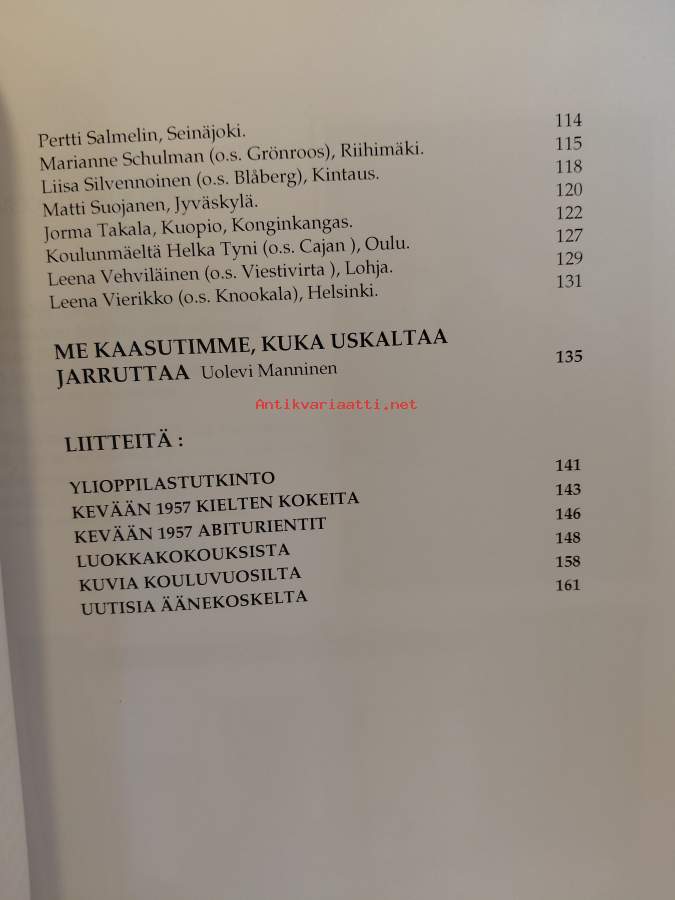 Pertti Salmelin, Seinäjoki. 114
Marianne Schulman (o.s. Grönroos), Riihimäki. 115
Liisa Silvennoinen (o.s. Blåberg), Kintaus. 118
Matti Suojanen, Jyväskylä. 120
Jorma Takala, Kuopio, Konginkangas. 122
Koulunmäeltä Helka Tyni (o.s. Cajan ), Oulu. 127
Leena Vehviläinen (o.s. Viestivirta ), Lohja. 129
Leena Vierikko (o.s. Knookala), Helsinki. 131
ME KAASUTIMME, KUKA USKALTAA
JARRUTTAA Uolevi Manninen 135
Antikvariaatti.net
LIITTEITÄ :
YLIOPPILASTUTKINTO 141
KEVÄÄN 1957 KIELTEN KOKEITA 143
KEVÄÄN 1957 ABITURIENTIT 146
LUOKKAKOKOUKSISTA 148
KUVIA KOULUVUOSILTA 158
UUTISIA ÄÄNEKOSKELTA 161